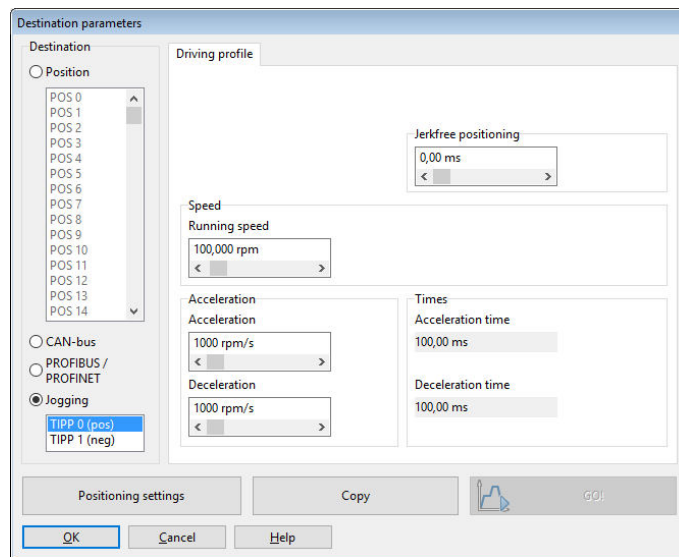 Destination parameters
Destination
Position
POS 0
POS 1
POS 2
POS 3
POS 4
POS 5
POS 6
POS 7
POS 8
POS 9
POS 10
POS 11
POS 12
POS 13
POS 14
CAN-bus
PROFIBUS /
PROFINET
Jogging
TIPP 0 (pos)
TIPP 1 (neg)
Driving profile
Jerkfree positioning
0,00 ms
Speed
Running speed
100,000 rpm
Acceleration
Acceleration
1000 rpm/s
Deceleration
1000 rpm/s
Times
Acceleration time
100,00 ms
Deceleration time
100,00 ms
Positioning settings
Copy
GO!
OK
Cancel
Help